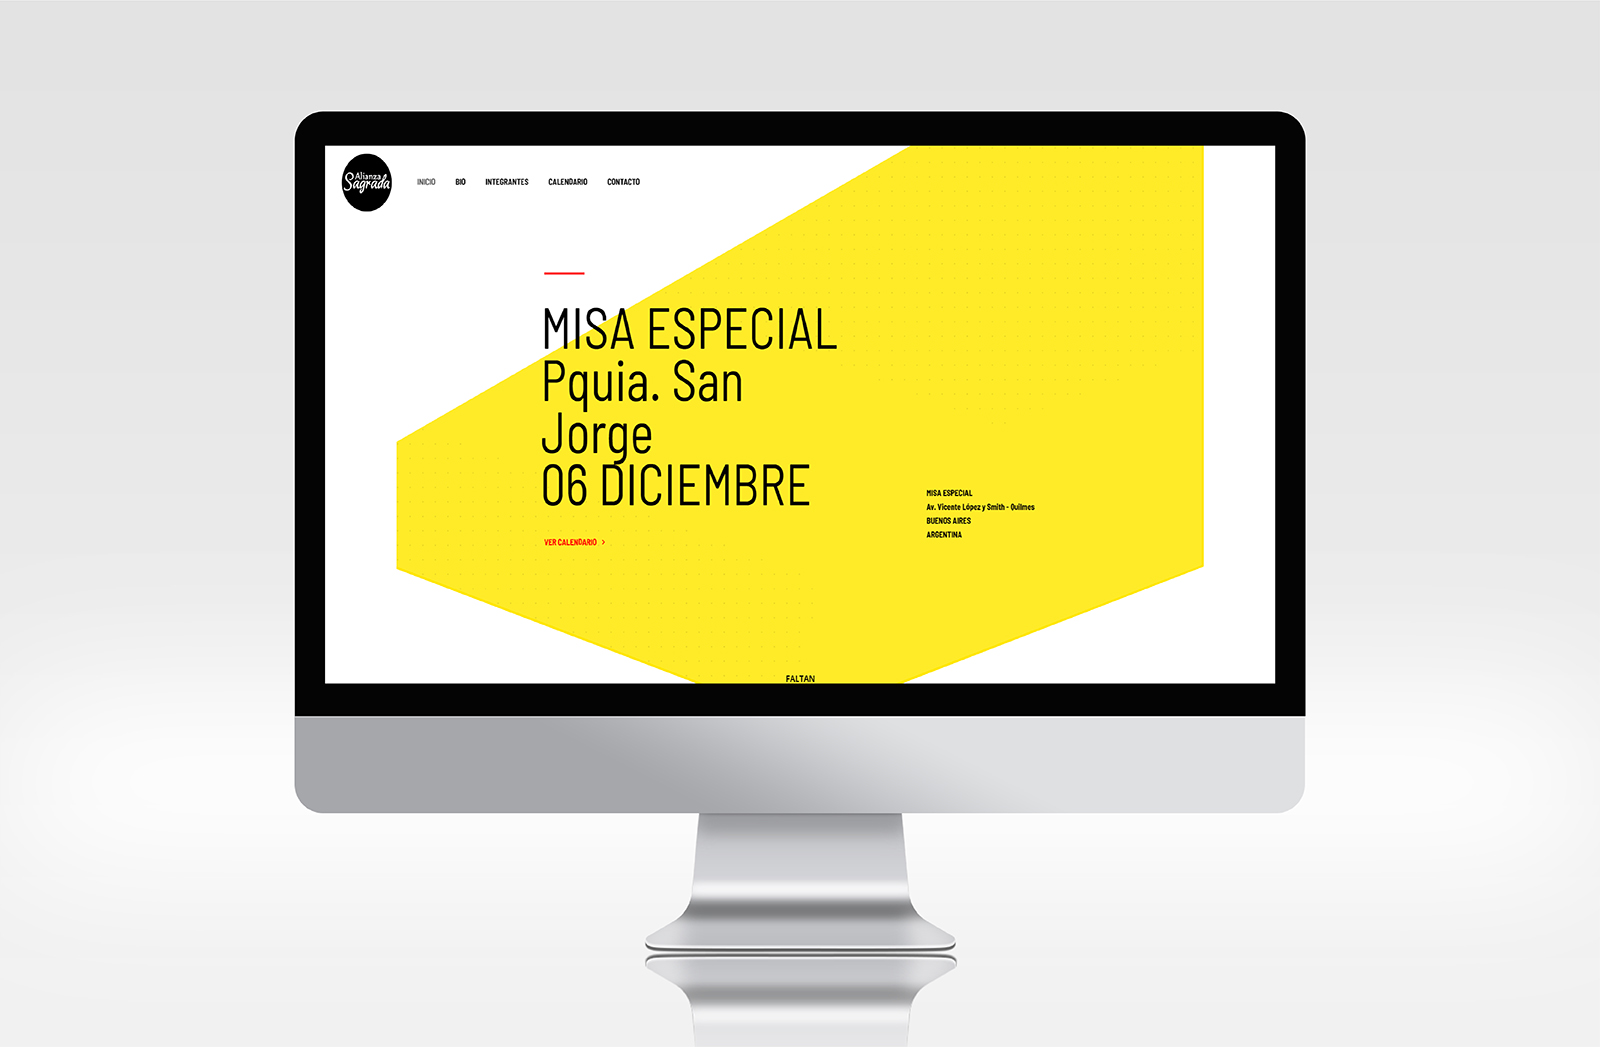 Alianza
Sagrada
INICIO BIO INTEGRANTES CALENDARIO CONTACTO
MISA ESPECIAL
Pquia. San
Jorge
06 DICIEMBRE
VER CALENDARIO >
MISA ESPECIAL
Av. Vicente López y Smith - Quilmes
BUENOS AIRES
ARGENTINA
FALTAN